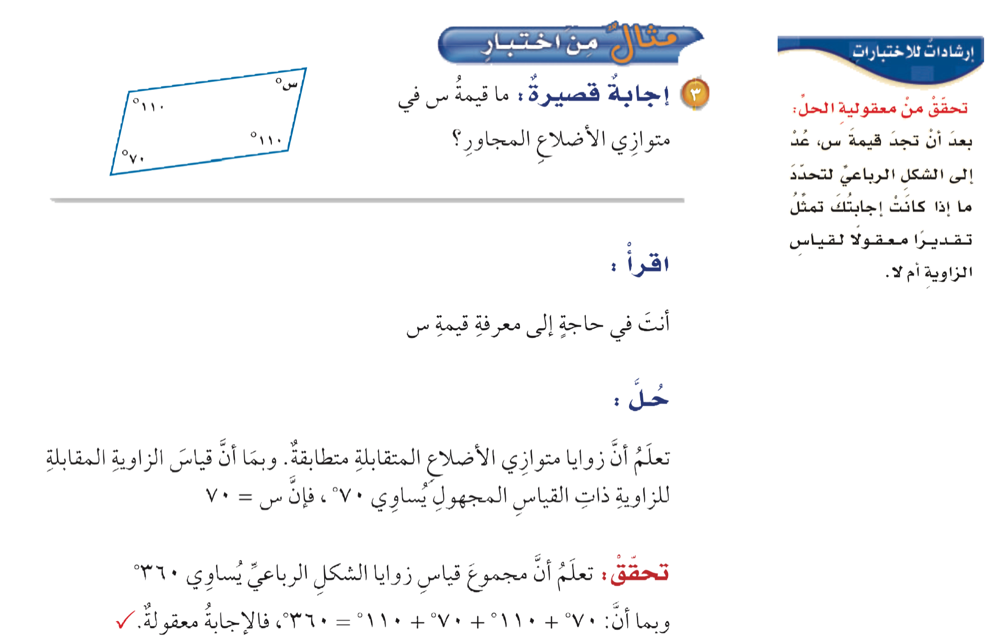 مثالٌ مِنَ اختبارٍ
٣ إجابةٌ قصيرةٌ: ما قيمةُ س في
متوازِي الأضلاعِ المجاورِ؟
س°
١١٠°
١١٠°
٧٠°
إرشاداتٌ للاختباراتِ
تحقّقْ منْ معقوليةِ الحلِّ:
بعدَ أنْ تجدَ قيمةَ س، عُدْ
إلى الشكلِ الرباعيِّ لتحدّدَ
ما إذا كانَتْ إجابتُكَ تمثّلُ
تقديرًا معقولًا لقياسِ
الزاويةِ أم لا.
اقرأْ :
أنتَ في حاجةٍ إلى معرفةِ قيمةِ س
حُلَّ :
تعلَمُ أنَّ زوايا متوازِي الأضلاعِ المتقابلةِ متطابقةٌ. وبمَا أنَّ قياسَ الزاويةِ المقابلةِ
للزاويةِ ذاتِ القياسِ المجهولِ يُساوِي ٧٠°، فإنَّ س = ٧٠
تحقّقْ: تعلَمُ أنَّ مجموعَ قياسِ زوايا الشكلِ الرباعيِّ يُساوِي ٣٦٠°
وبما أنَّ: ٧٠° + ١١٠° + ٧٠° + ١١٠° = ٣٦٠°، فالإجابةُ معقولةٌ. ✓